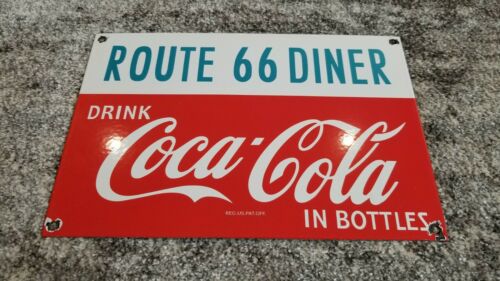 ROUTE 66 DINER
DRINK
Coca-Cola
REG. US. PAT. OFF.
IN BOTTLES